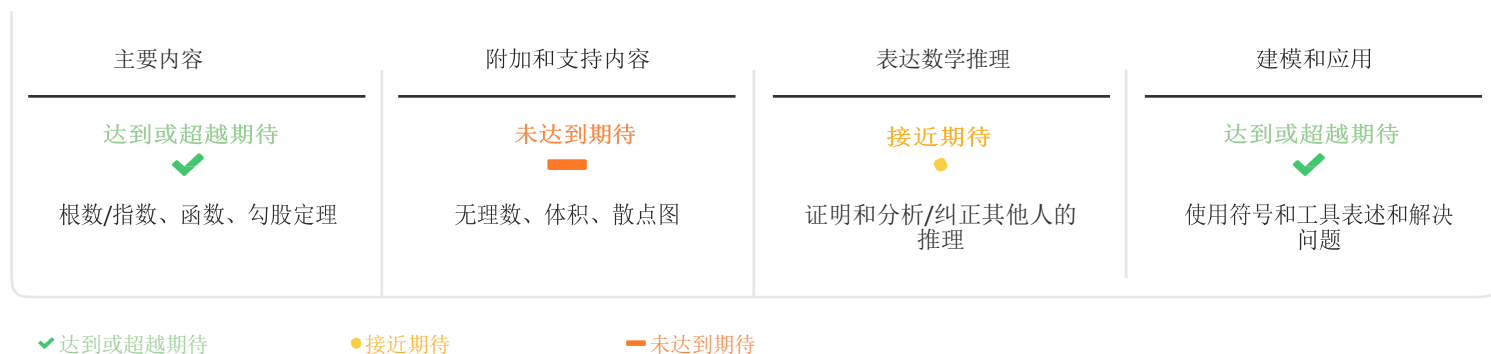 主要内容
附加和支持内容
表达数学推理
建模和应用
达到或超越期待
未达到期待
接近期待
达到或超越期待
根数/指数、函数、勾股定理
无理数、体积、散点图
证明和分析/纠正其他人的
推理
使用符号和工具表述和解决
问题
达到或超越期待
接近期待
未达到期待